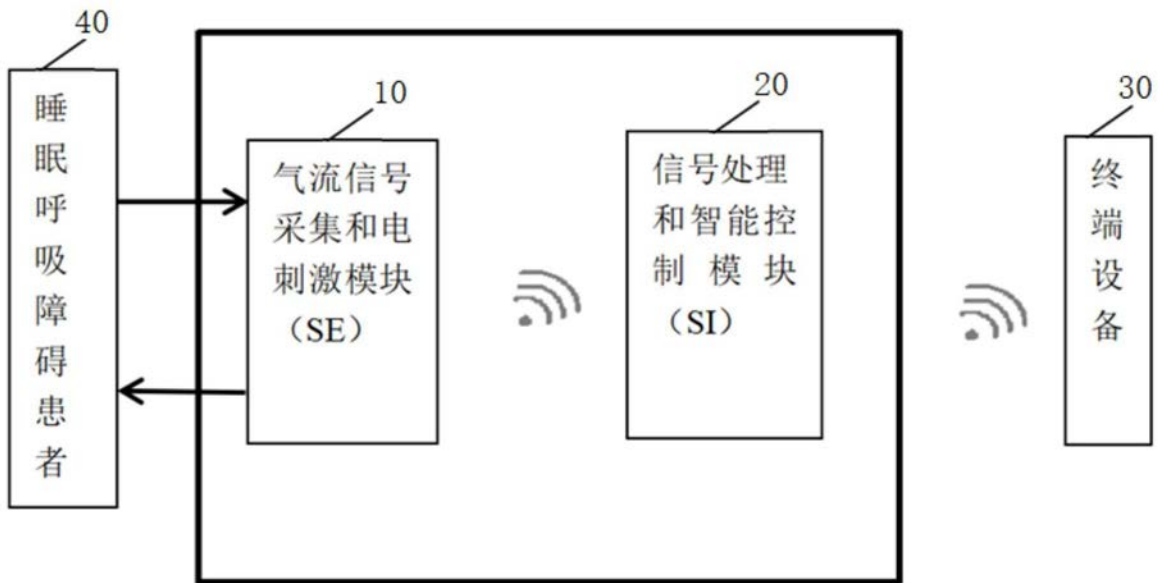 40
睡眠呼吸障碍患者
10
气流信号
采集和电
刺激模块
（SE）
20
信号处理
和智能控
制模块
（SI）
30
终端设备